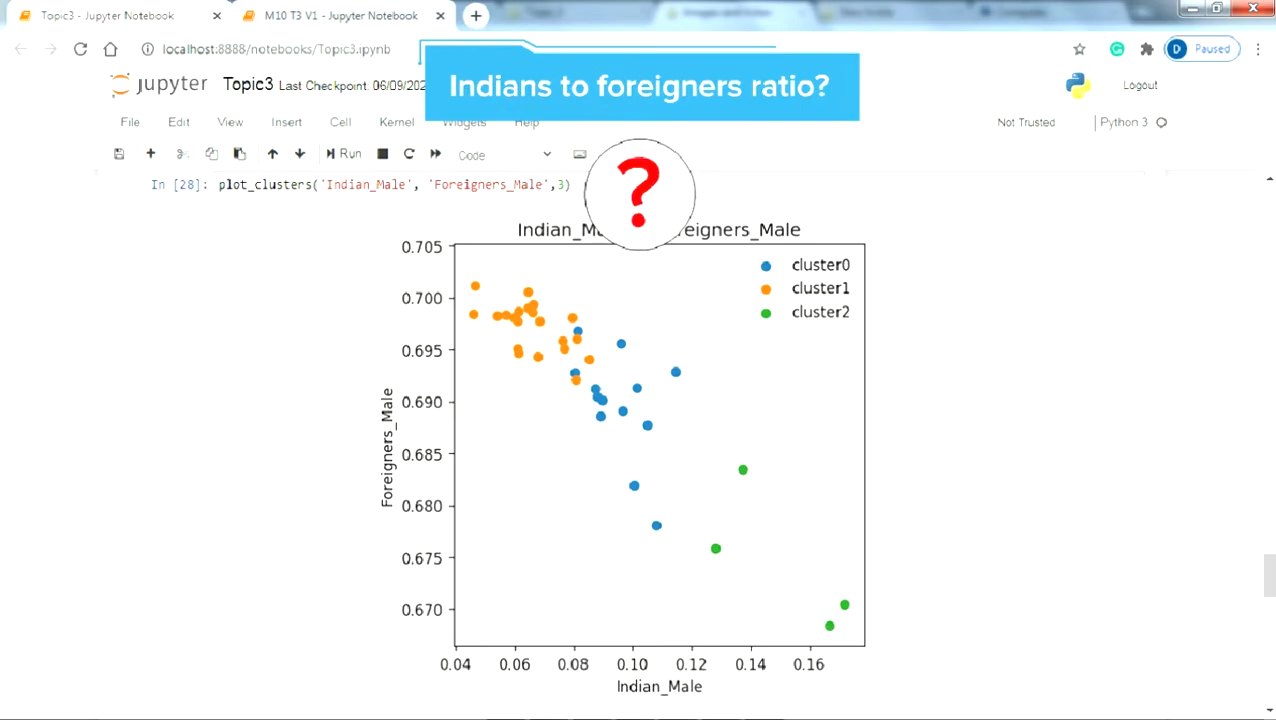 Topic3 - Jupyter Notebook
M10 T3 V1 - Jupyter Notebook
localhost:8888/notebooks/Topic3.ipynb
D Paused
Indians to foreigners ratio?
jupyter Topic3 Last Checkpoint: 06/09/202
Logout
File Edit View Insert Cell Kernel Widgets Help
Not Trusted Python 3
Run
Code
In [28]: plot_clusters('Indian_Male', 'Foreigners_Male',3)
?
Indian_M reigners_Male
cluster0
cluster1
cluster2
0.705
0.700
0.695
0.690
0.685
0.680
0.675
0.670
Foreigners_Male
0.04 0.06 0.08 0.10 0.12 0.14 0.16
Indian_Male